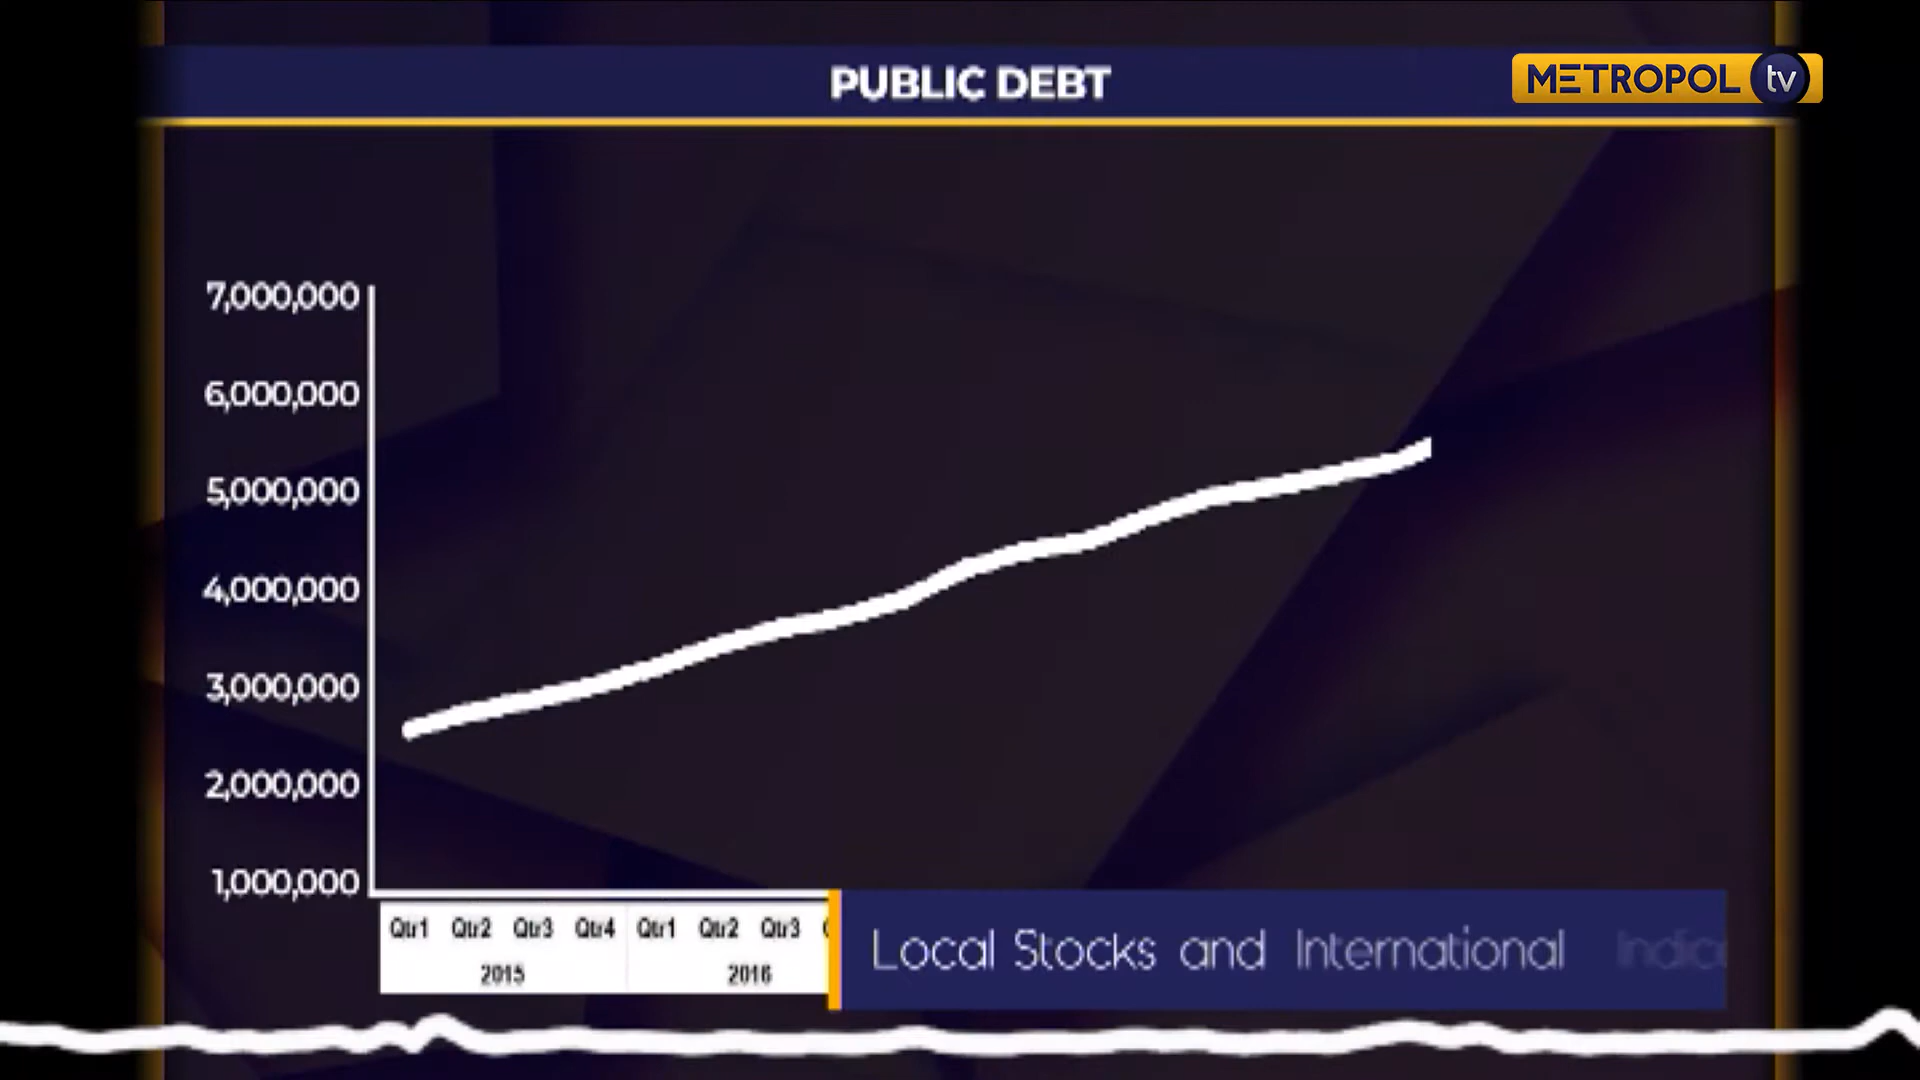 PUBLIC DEBT
METROPOL tv
7,000,000
6,000,000
5,000,000
4,000,000
3,000,000
2,000,000
1,000,000
Qtr1 Qtr2 Qtr3 Qtr4 Qtr1 Qtr2 Qtr3
2015 2016
Local Stocks and International